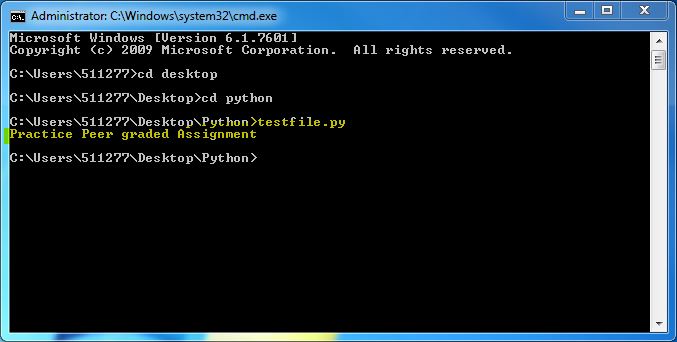 Administrator: C:\Windows\system32\cmd.exe
Microsoft Windows [Version 6.1.7601]
Copyright (c) 2009 Microsoft Corporation.  All rights reserved.
C:\Users\511277>cd desktop
C:\Users\511277\Desktop>cd python
C:\Users\511277\Desktop\Python>testfile.py
Practice Peer graded Assignment
C:\Users\511277\Desktop\Python>